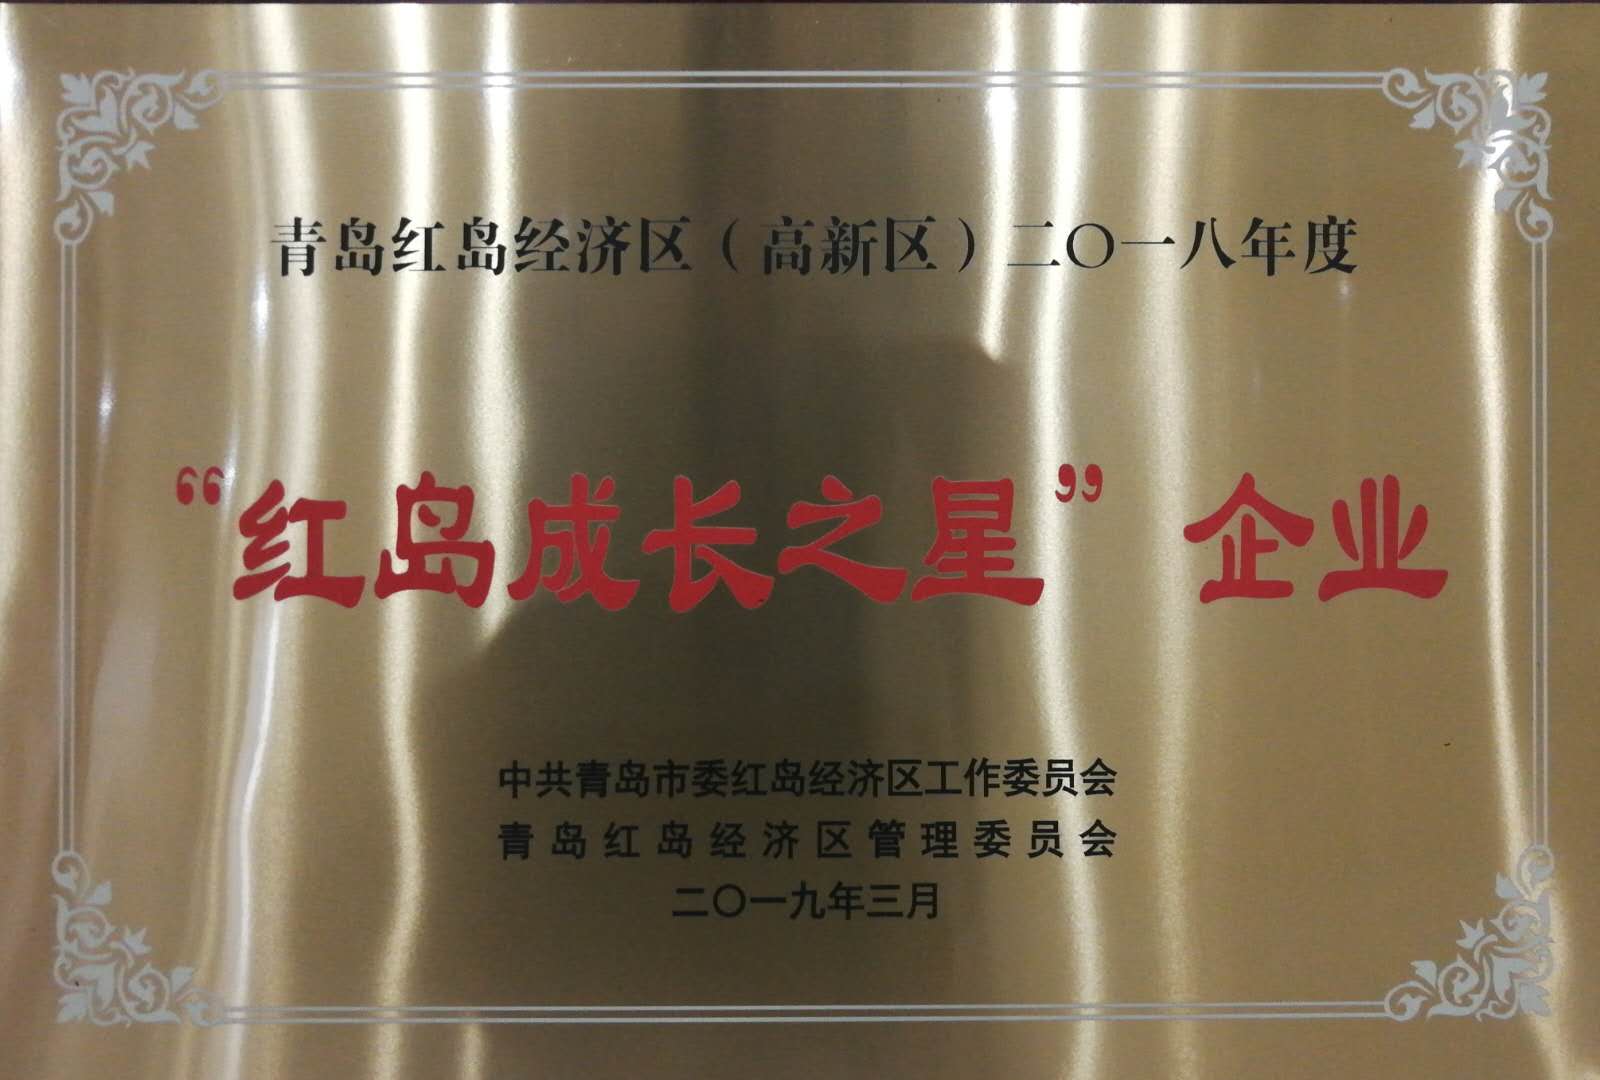 青岛红岛经济区（高新区）二〇一八年度
“红岛成长之星”企业
中共青岛市委红岛经济区工作委员会
青岛红岛经济区管理委员会
二〇一九年三月